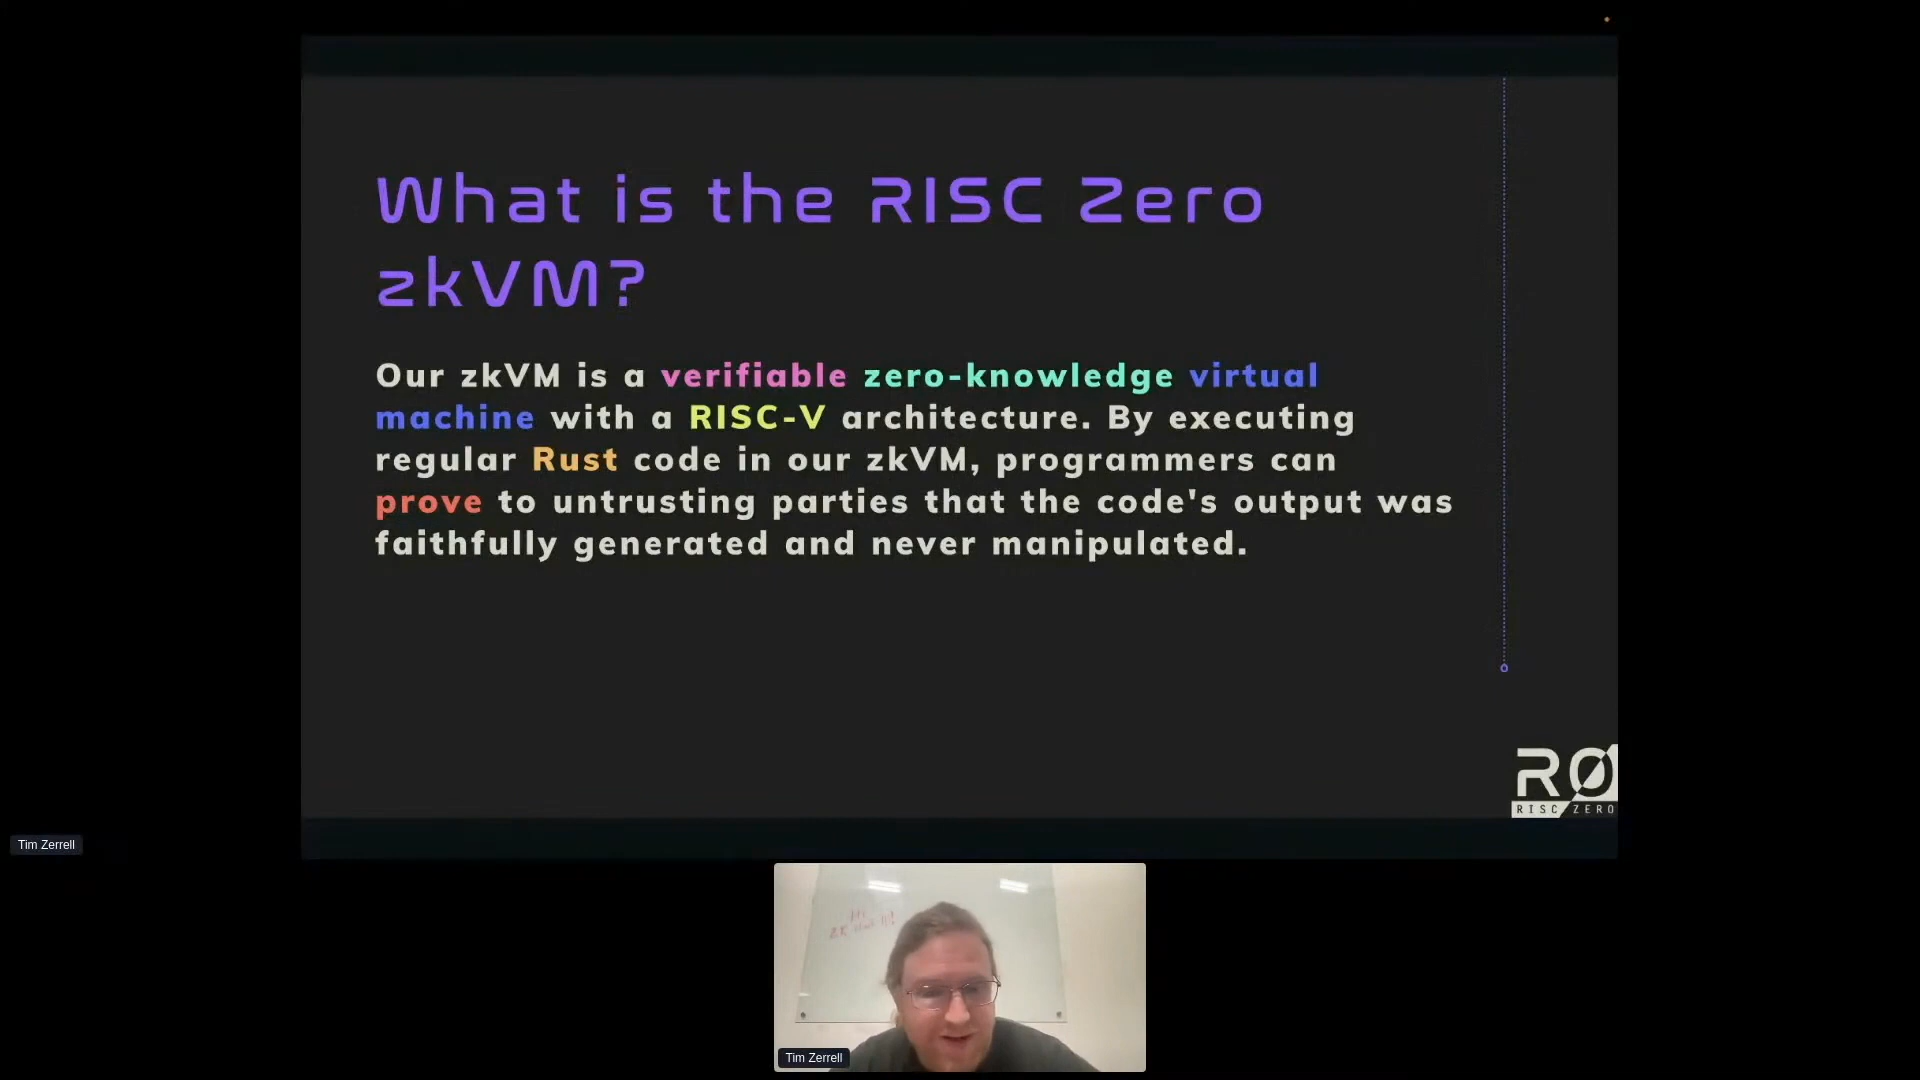 What is the RISC Zero
zkVM?
Our zkVM is a verifiable zero-knowledge virtual
machine with a RISC-V architecture. By executing
regular Rust code in our zkVM, programmers can
prove to untrusting parties that the code's output was
faithfully generated and never manipulated.
RØ
RISC ZERO
Tim Zerrell
Hi
ZK
Tim Zerrell